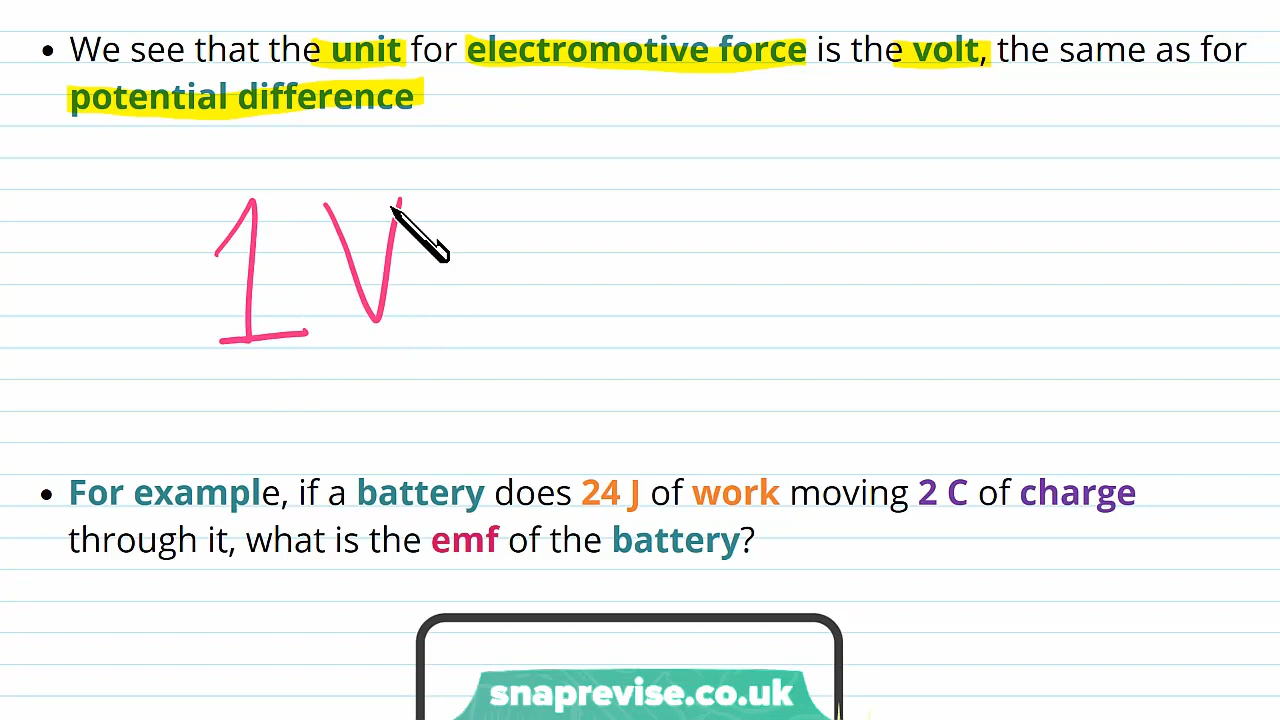 • We see that the unit for electromotive force is the volt, the same as for
potential difference
1 V
• For example, if a battery does 24 J of work moving 2 C of charge
through it, what is the emf of the battery?
snaprevise.co.uk